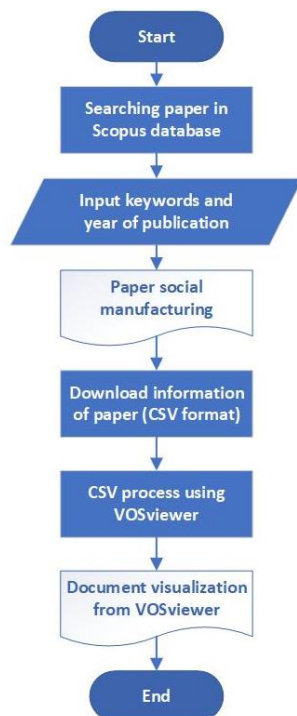 Start
Searching paper in
Scopus database
Input keywords and
year of publication
Paper social
manufacturing
Download information
of paper (CSV format)
CSV process using
VOSviewer
Document visualization
from VOSviewer
End